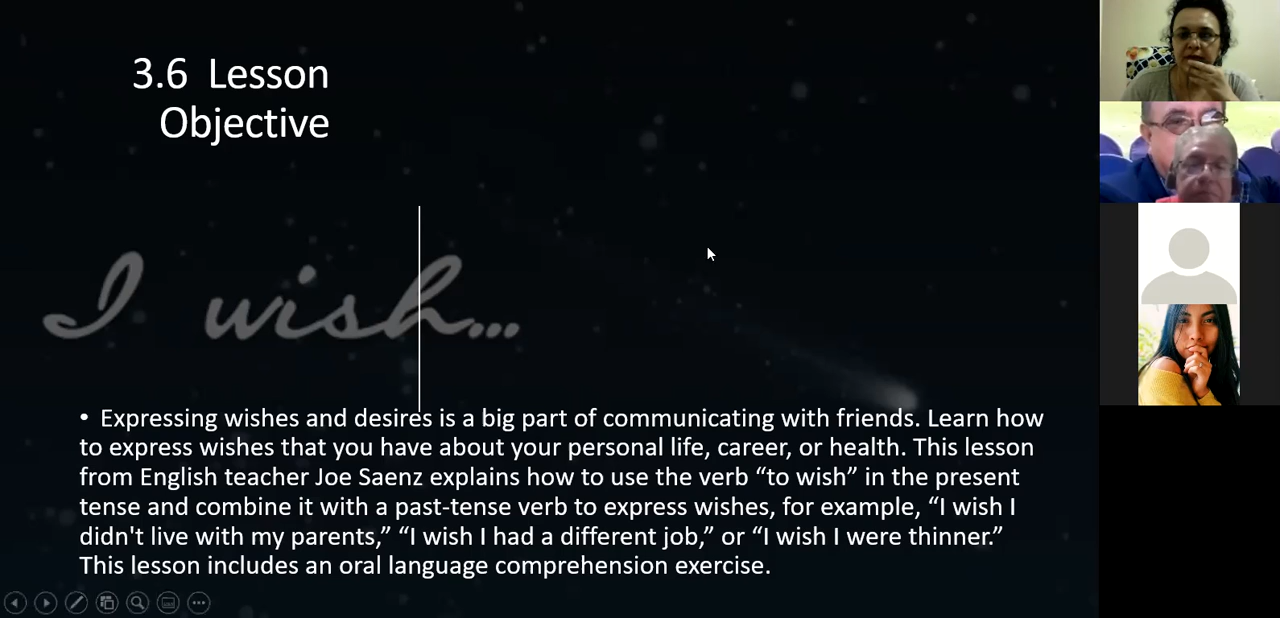 3.6 Lesson
Objective
I wish...
• Expressing wishes and desires is a big part of communicating with friends. Learn how
to express wishes that you have about your personal life, career, or health. This lesson
from English teacher Joe Saenz explains how to use the verb “to wish” in the present
tense and combine it with a past-tense verb to express wishes, for example, “I wish I
didn't live with my parents,” “I wish I had a different job,” or “I wish I were thinner.”
This lesson includes an oral language comprehension exercise.